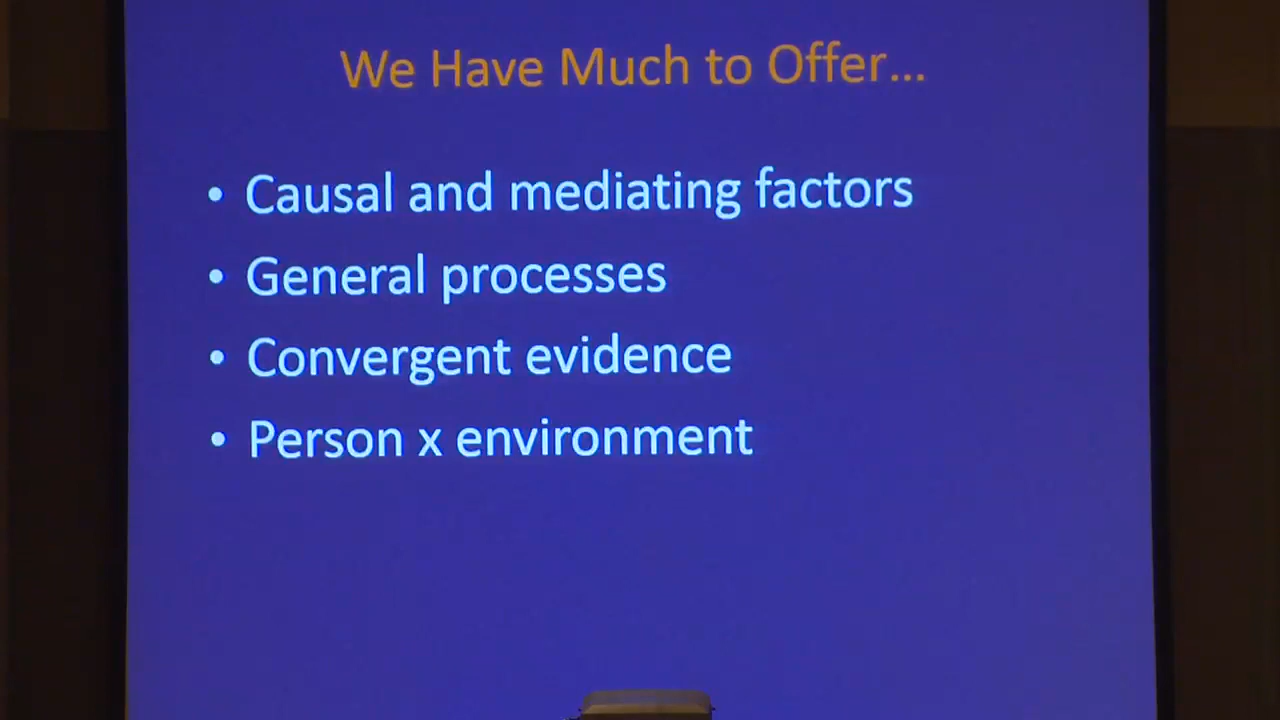 We Have Much to Offer…
• Causal and mediating factors
• General processes
• Convergent evidence
• Person x environment